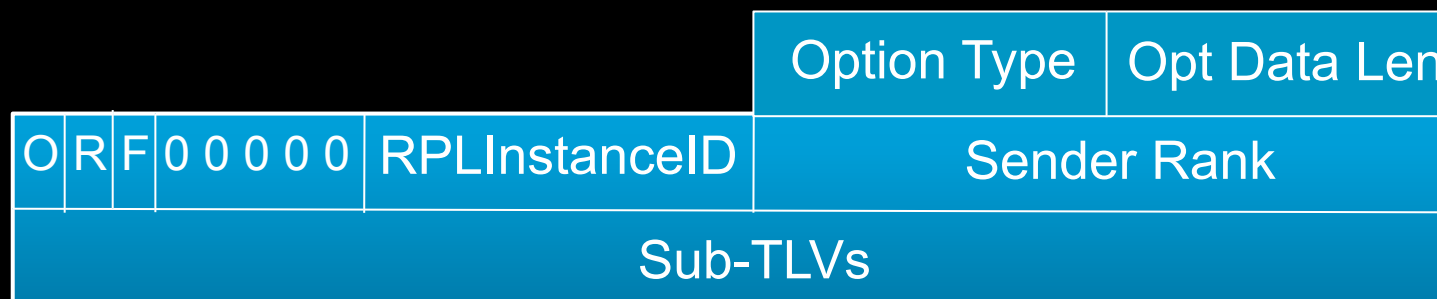 Option Type Opt Data Len
O R F 0 0 0 0 0 RPLInstanceID Sender Rank
Sub-TLVs